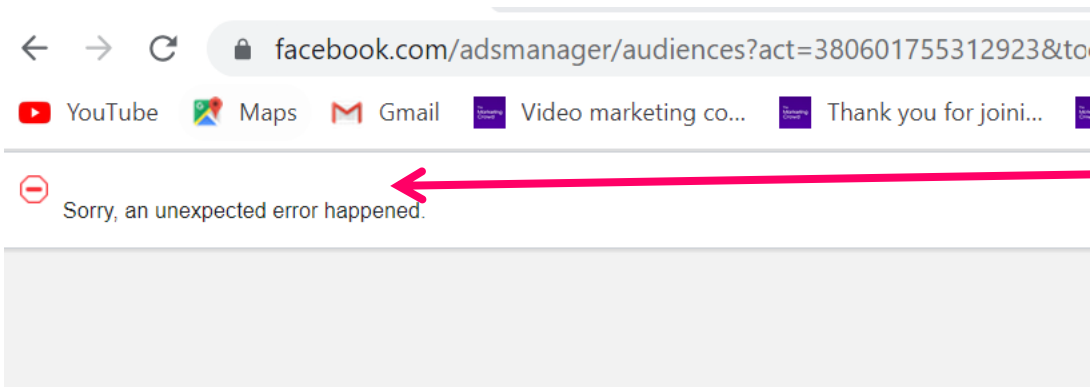 facebook.com/adsmanager/audiences?act=380601755312923&to
YouTube Maps Gmail Video marketing co... Thank you for joini...
Sorry, an unexpected error happened.